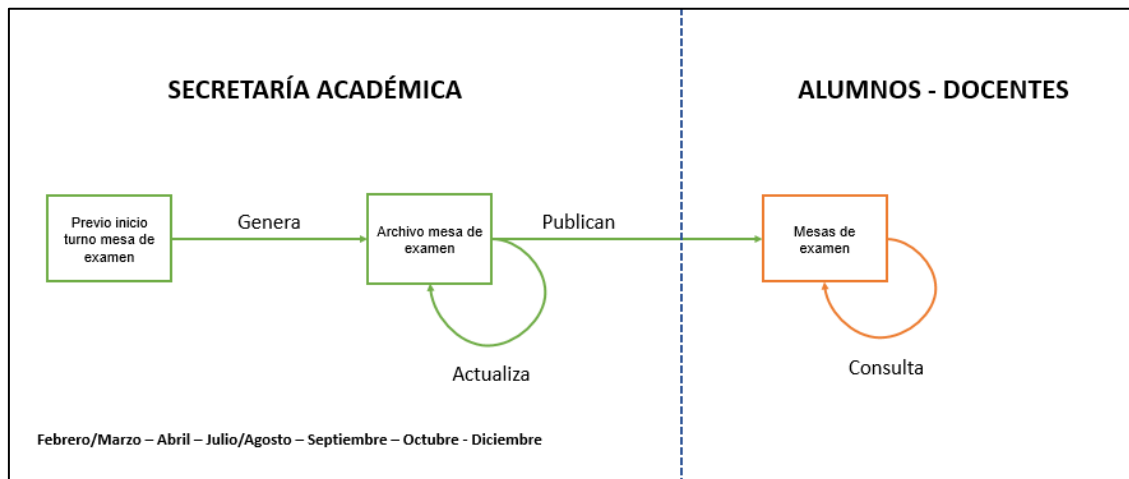 SECRETARÍA ACADÉMICA
ALUMNOS - DOCENTES
Previo inicio
turno mesa de
examen
Genera
Archivo mesa de
examen
Publican
Mesas de
examen
Actualiza
Consulta
Febrero/Marzo – Abril – Julio/Agosto – Septiembre – Octubre - Diciembre